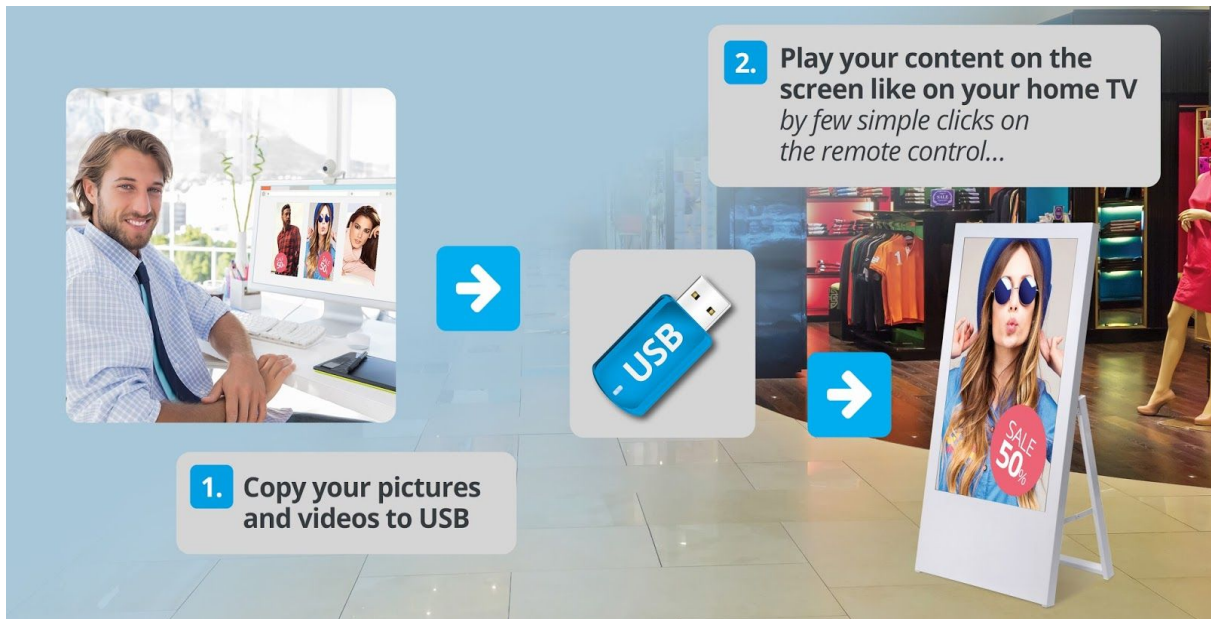 1. Copy your pictures
and videos to USB
USB
2. Play your content on the
screen like on your home TV
by few simple clicks on
the remote control...
SALE
50%